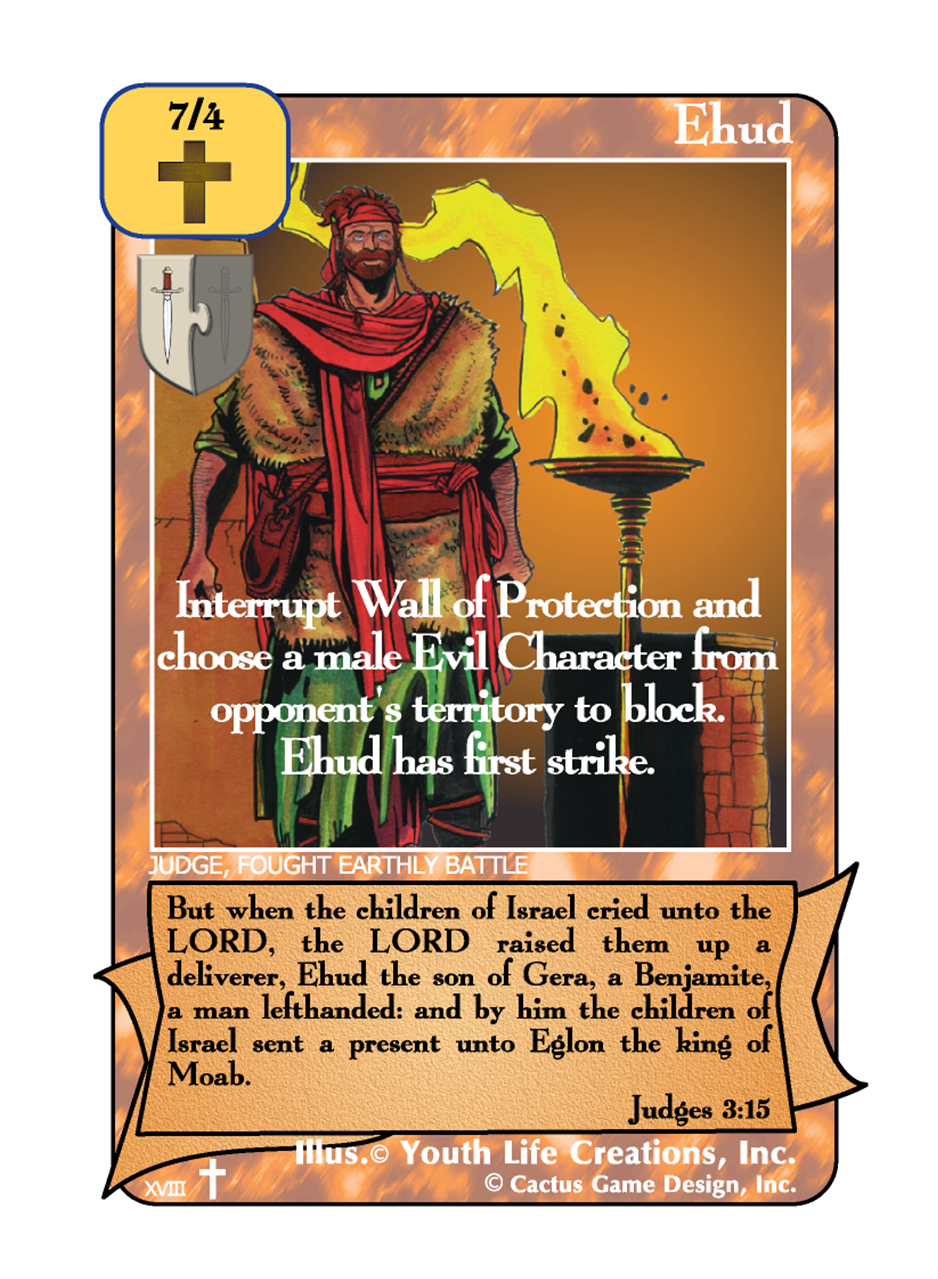 7/4
Ehud
Interrupt Wall of Protection and
choose a male Evil Character from
opponent's territory to block.
Ehud has first strike.
JUDGE, FOUGHT EARTHLY BATTLE
But when the children of Israel cried unto the
LORD, the LORD raised them up a
deliverer, Ehud the son of Gera, a Benjamite,
a man lefthanded: and by him the children of
Israel sent a present unto Eglon the king of
Moab.
Judges 3:15
Illus.© Youth Life Creations, Inc.
XVIII © Cactus Game Design, Inc.